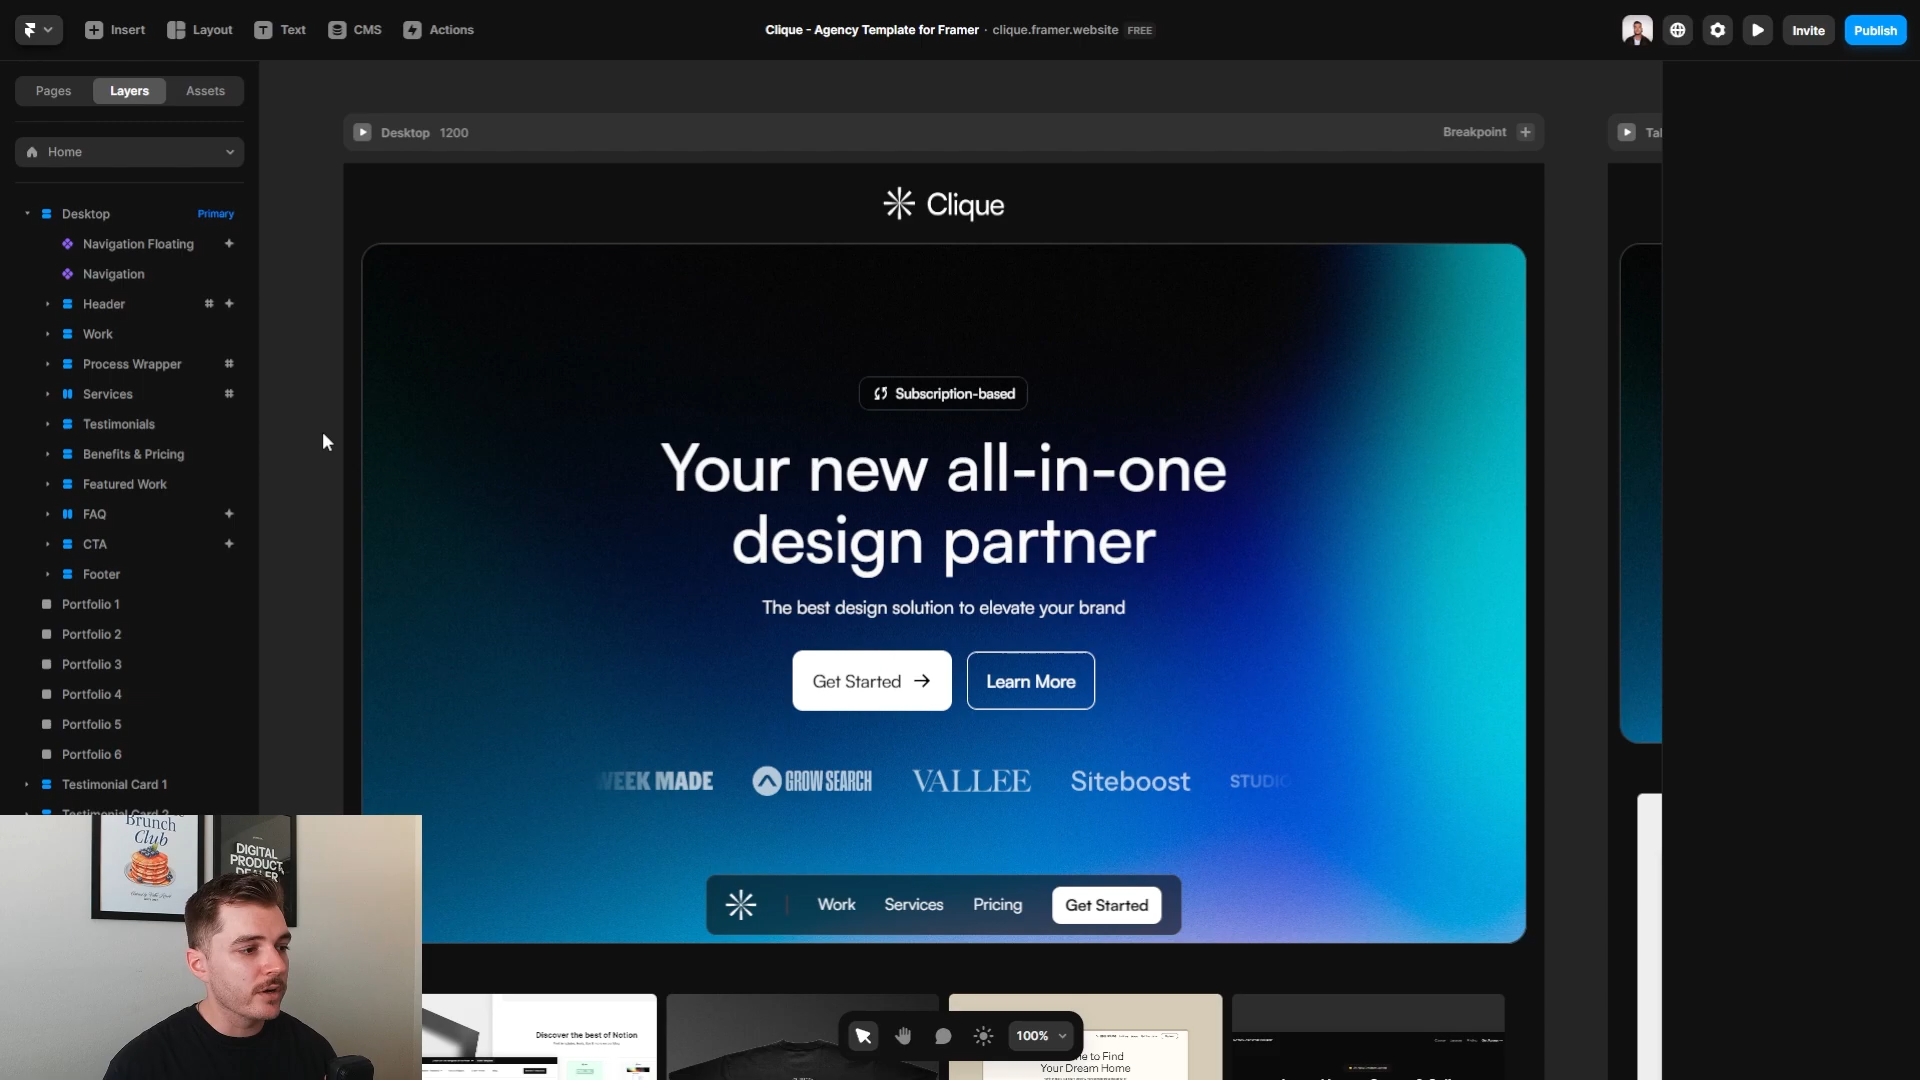 Insert
Layout
Text
CMS
Actions
Clique - Agency Template for Framer · clique.framer.website FREE
Invite
Publish
Pages
Layers
Assets
Home
Desktop Primary
Navigation Floating
Navigation
Header
Work
Process Wrapper
Services
Testimonials
Benefits & Pricing
Featured Work
FAQ
CTA
Footer
Portfolio 1
Portfolio 2
Portfolio 3
Portfolio 4
Portfolio 5
Portfolio 6
Testimonial Card 1
Desktop 1200
Breakpoint
Clique
Subscription-based
Your new all-in-one
design partner
The best design solution to elevate your brand
Get Started
Learn More
WEEK MADE
GROW SEARCH
VALLEE
Siteboost
STUDIO
Work
Services
Pricing
Get Started
Discover the best of Notion
Your Dream Home
100%
Brunch
Club
DIGITAL
PRODUCT
DEALER